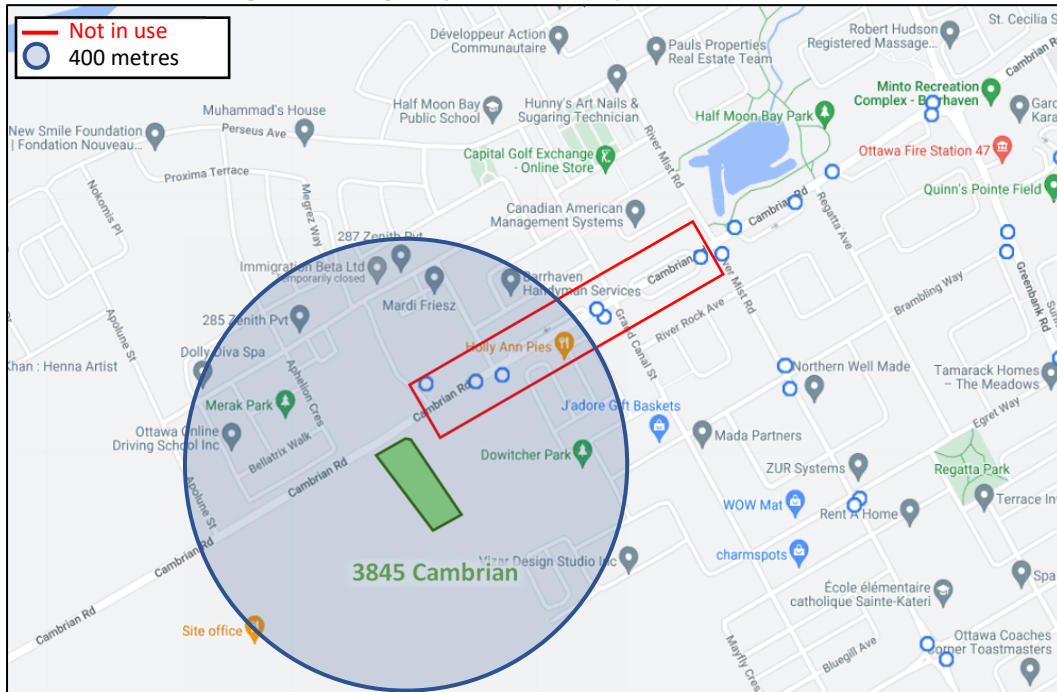 Not in use
400 metres
Développeur Action
Communautaire
Pauls Properties
Real Estate Team
Robert Hudson
Registered Massage...
St. Cecilia S
Cambrian Rd
Minto Recreation
Complex - Barrhaven
Muhammad's House
Half Moon Bay
Public School
Hunny's Art Nails &
Sugaring Technician
Half Moon Bay Park
Gar
Kara
New Smile Foundation
| Fondation Nouveau...
Perseus Ave
Capital Golf Exchange
- Online Store
River Mist Rd
Ottawa Fire Station 47
Proxima Terrace
Nokomis Pl
Megrez Way
Canadian American
Management Systems
Cambrian Rd
Regatta Ave
Quinn's Pointe Field
287 Zenith Pvt
Immigration Beta Ltd
Temporarily closed
Barrhaven
Handyman Services
Cambrian
River Mist Rd
Brambling Way
Greenbank Rd
Mardi Friesz
285 Zenith Pvt
Grand Canal St
River Rock Ave
Apolune St
Dolly Diva Spa
Holly Ann Pies
Khan : Henna Artist
Northern Well Made
Tamarack Homes
– The Meadows
Aphelion Cres
Merak Park
Cambrian Rd
J'adore Gift Baskets
Egret Way
Ottawa Online
Driving School Inc
Bellatrix Walk
Mada Partners
Dowitcher Park
Cambrian Rd
ZUR Systems
Regatta Park
Apolune St
WOW Mat
Rent A Home
Terrace In
Vizar Design Studio Inc
charmspots
3845 Cambrian
Spa
École élémentaire
catholique Sainte-Kateri
Cambrian Rd
Site office
Mayfly Cres
Bluegill Ave
Ottawa Coaches
Corner Toastmasters